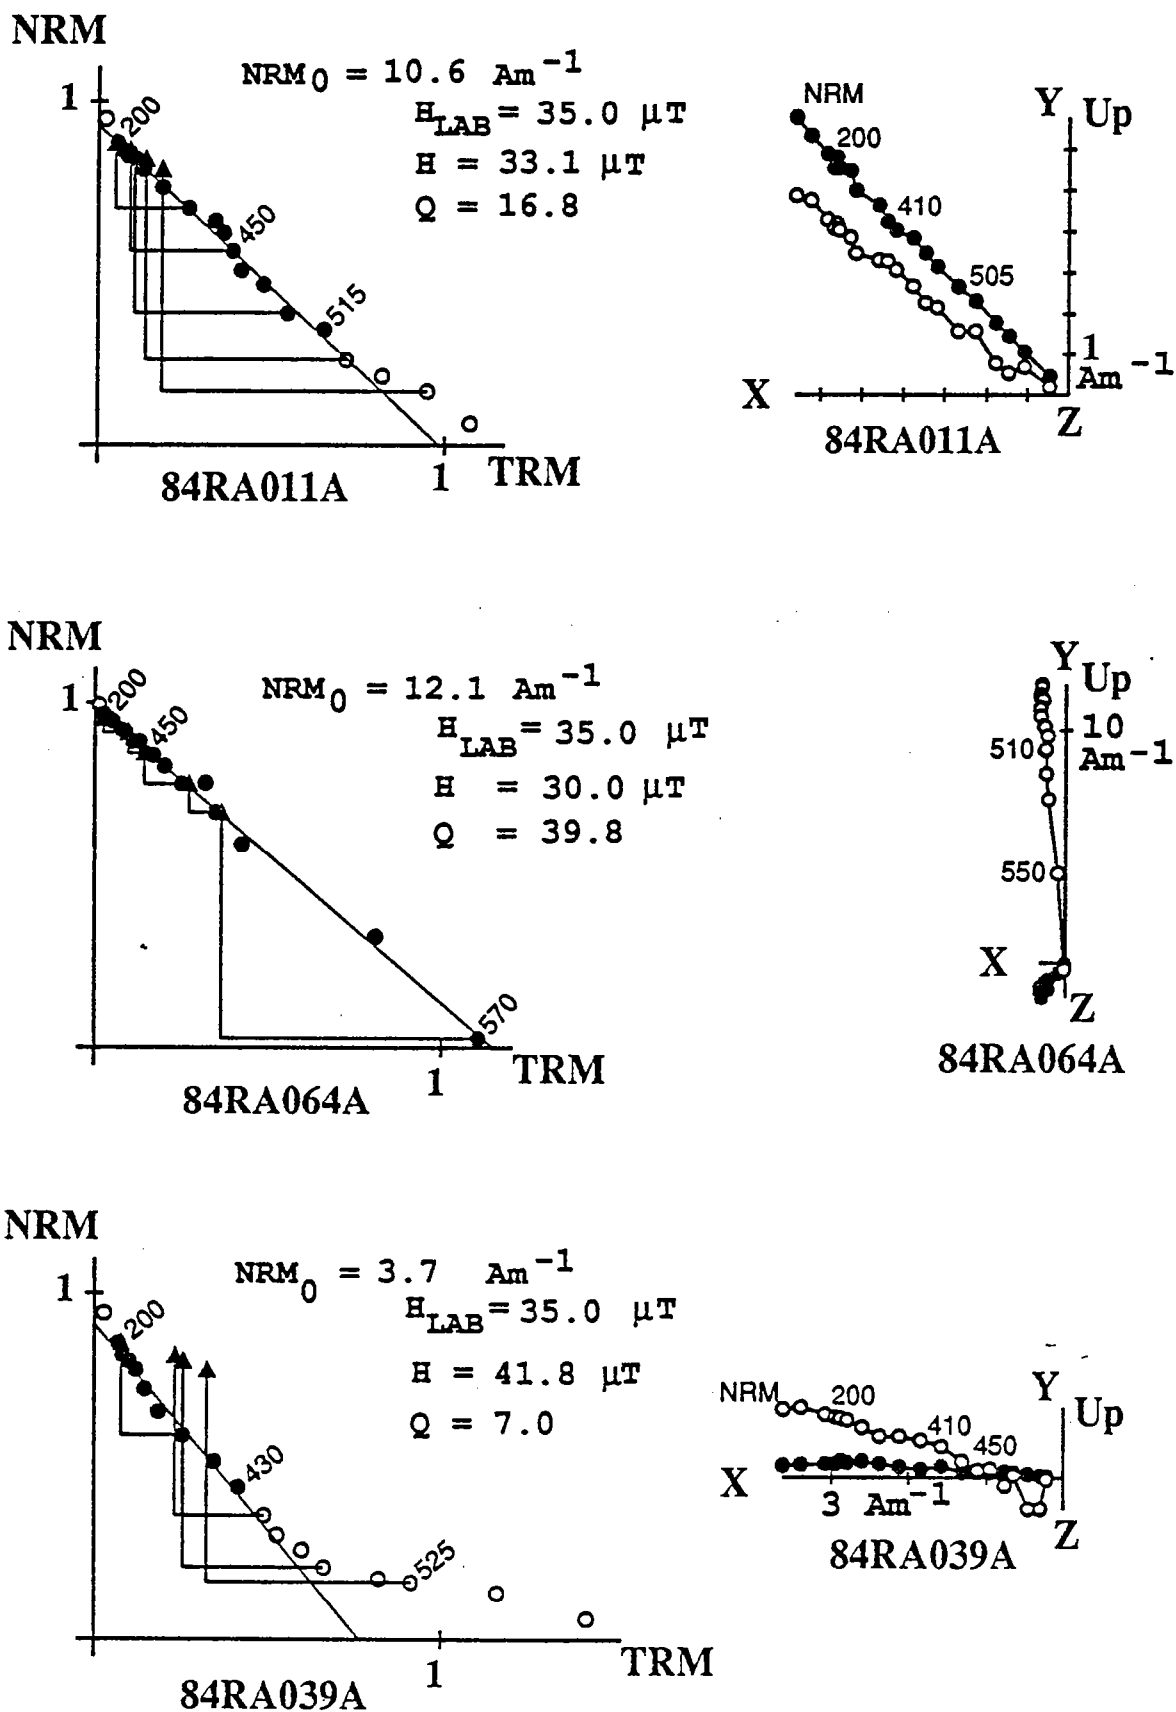 NRM
1
200
450
515
NRM0 = 10.6 Am-1
HLAB = 35.0 µT
H = 33.1 µT
Q = 16.8
1
TRM
84RA011A
NRM
200
410
505
Y Up
1
Am-1
X
Z
84RA011A
NRM
1
200
450
570
NRM0 = 12.1 Am-1
HLAB = 35.0 µT
H = 30.0 µT
Q = 39.8
1
TRM
84RA064A
Y Up
10
Am-1
510
550
X
Z
84RA064A
NRM
1
200
430
525
NRM0 = 3.7 Am-1
HLAB = 35.0 µT
H = 41.8 µT
Q = 7.0
1
TRM
84RA039A
NRM
200
410
450
Y Up
X
3 Am-1
Z
84RA039A